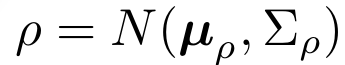 ρ = N(μ_ρ, Σ_ρ)